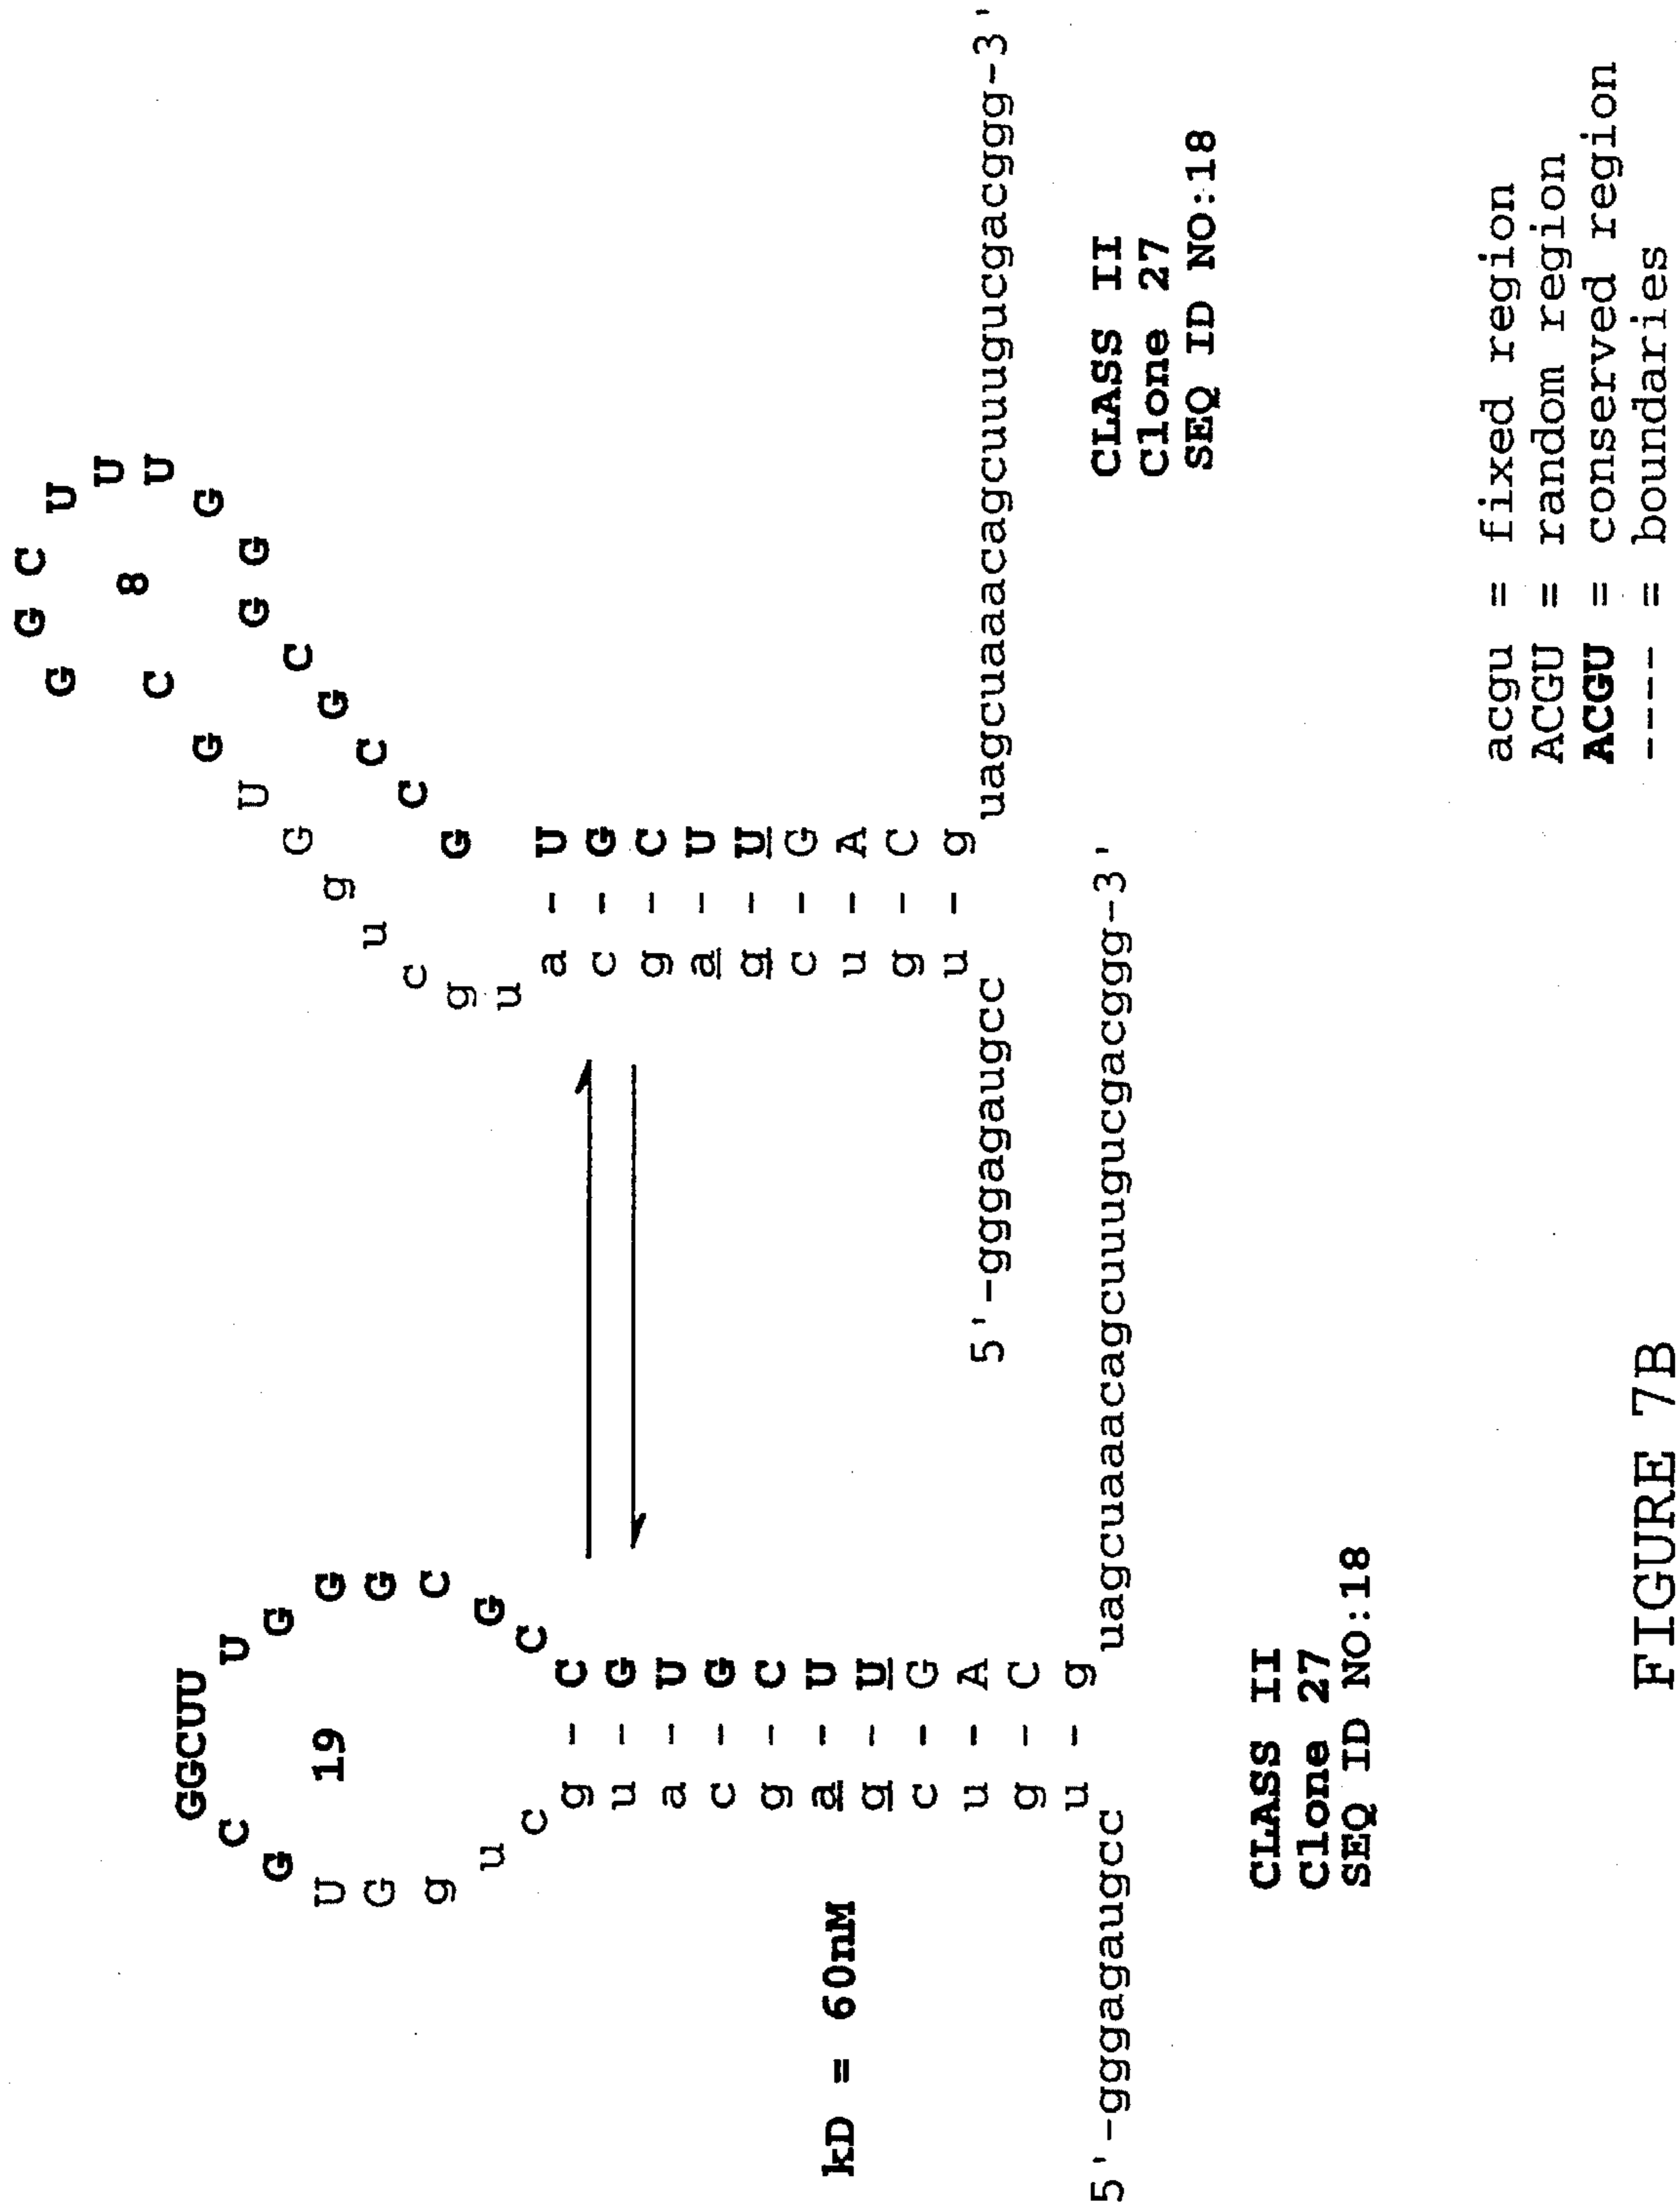 GGCUU
C U
G G
U 19 G
G G
g C
u G
c C
g - C
u - G
a - U
c - G
g - C
a - U
g - U
c - G
u - A
g - C
u - g
5'-gggagaugcc uagcuaaacagcuuugucgacggg-3'
kD = 60nM
CLASS II
Clone 27
SEQ ID NO:18
G C
G U
8 U
C U
G G
U G G
G C
g G
u C
c C
g G
u
a - U
c - G
g - C
a - U
g - U
c - G
u - A
g - C
u - g
5'-gggagaugcc uagcuaaacagcuuugucgacggg-3'
CLASS II
Clone 27
SEQ ID NO:18
acgu = fixed region
ACGU = random region
ACGU = conserved region
---- = boundaries
FIGURE 7B